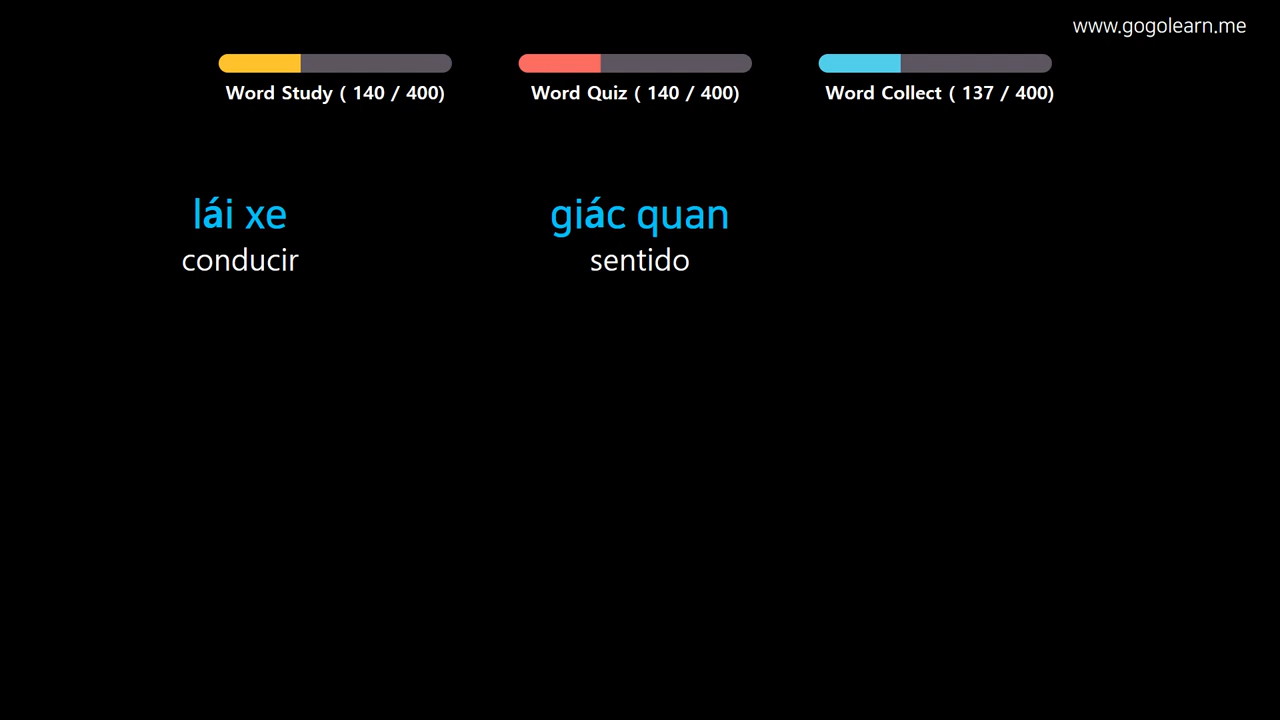 www.gogolearn.me
Word Study ( 140 / 400)
Word Quiz ( 140 / 400)
Word Collect ( 137 / 400)
lái xe
conducir
giác quan
sentido